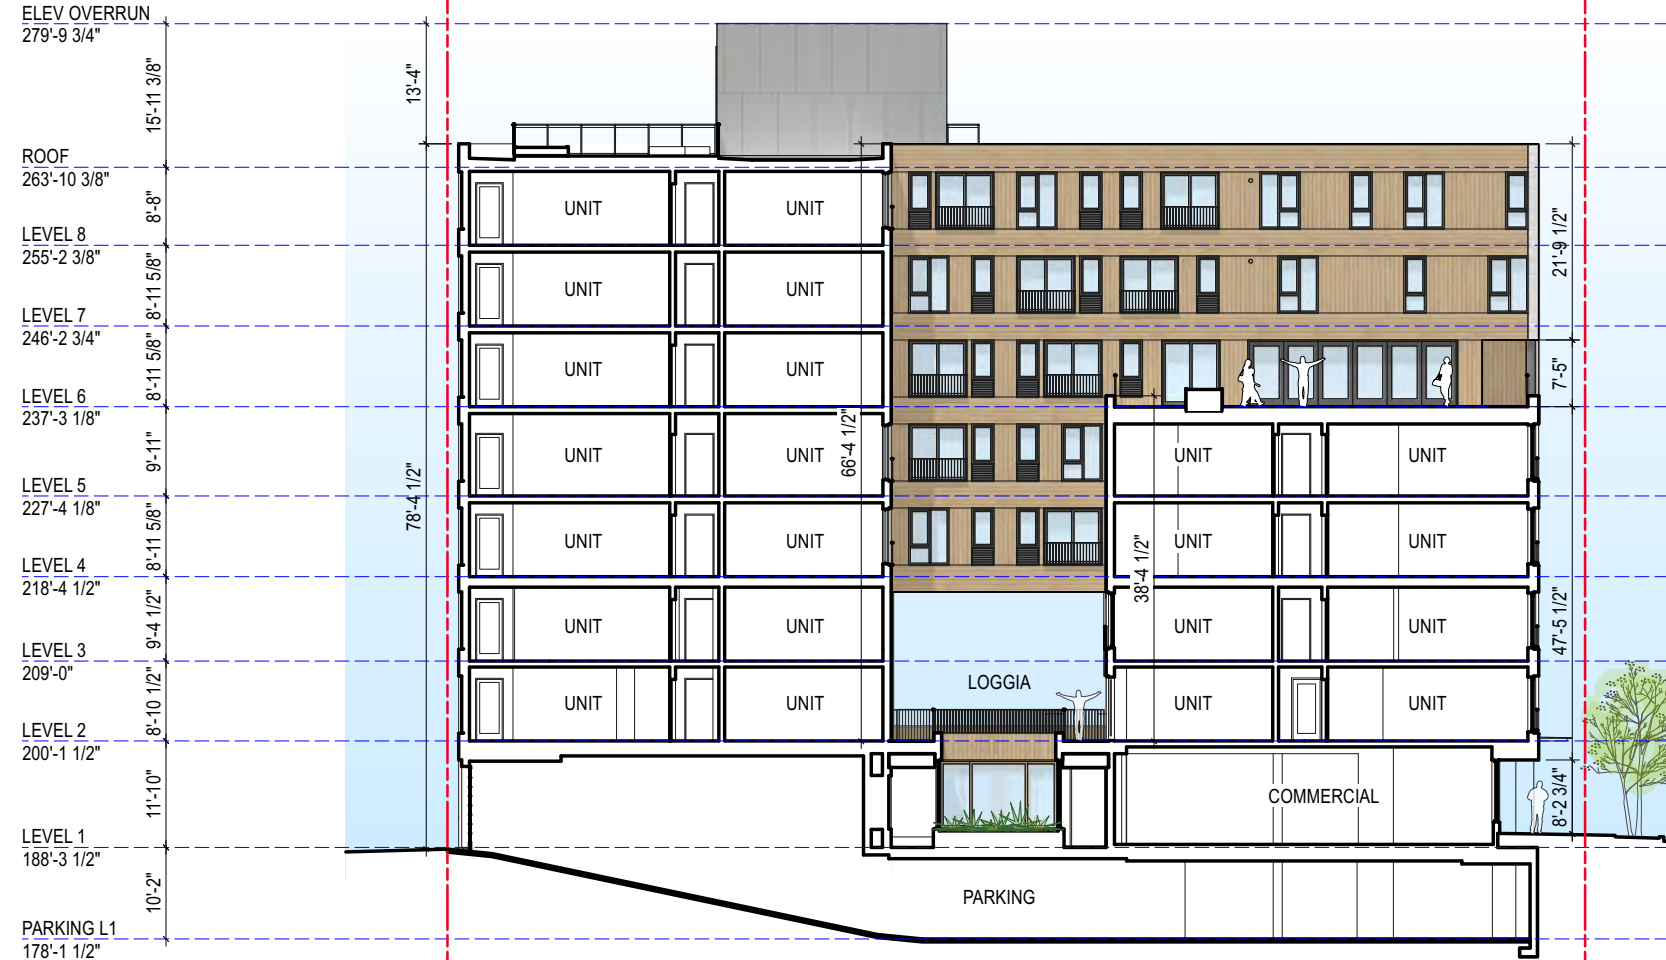 ELEV OVERRUN
279'-9 3/4"
15'-11 3/8"
13'-4"
ROOF
263'-10 3/8"
8'-8"
UNIT UNIT
LEVEL 8
255'-2 3/8"
21'-9 1/2"
8'-11 5/8"
UNIT UNIT
LEVEL 7
246'-2 3/4"
8'-11 5/8"
UNIT UNIT
7'-5"
LEVEL 6
237'-3 1/8"
9'-11"
66'-4 1/2"
UNIT UNIT UNIT UNIT
LEVEL 5
227'-4 1/8"
78'-4 1/2"
8'-11 5/8"
UNIT UNIT UNIT UNIT
38'-4 1/2"
LEVEL 4
218'-4 1/2"
9'-4 1/2"
UNIT UNIT UNIT UNIT
47'-5 1/2"
LEVEL 3
209'-0"
8'-10 1/2"
LOGGIA
UNIT UNIT UNIT UNIT
LEVEL 2
200'-1 1/2"
11'-10"
COMMERCIAL
8'-2 3/4"
LEVEL 1
188'-3 1/2"
10'-2"
PARKING
PARKING L1
178'-1 1/2"